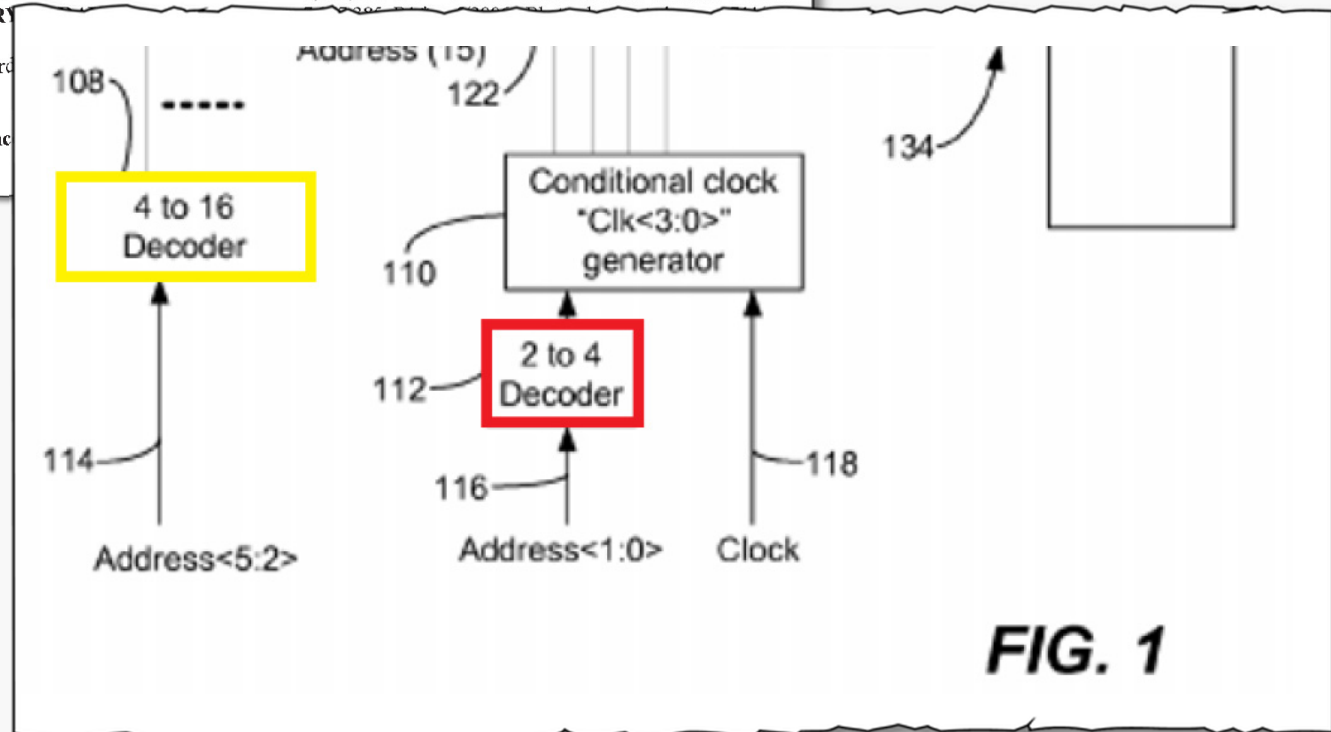 Address (15)
108
122
134
4 to 16
Decoder
Conditional clock
"Clk<3:0>"
generator
110
2 to 4
Decoder
112
114
116
118
Address<5:2>
Address<1:0>
Clock
FIG. 1